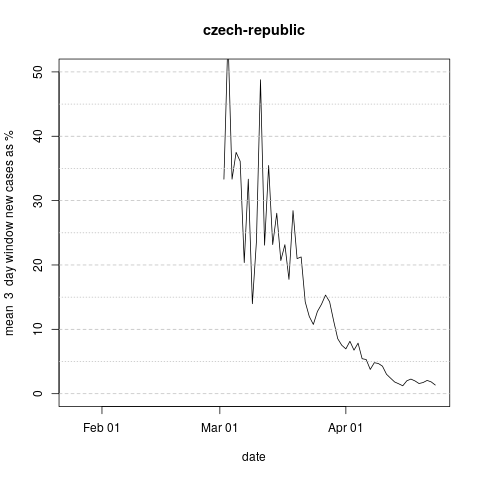 czech-republic
mean 3 day window new cases as %
50
40
30
20
10
0
Feb 01
Mar 01
Apr 01
date